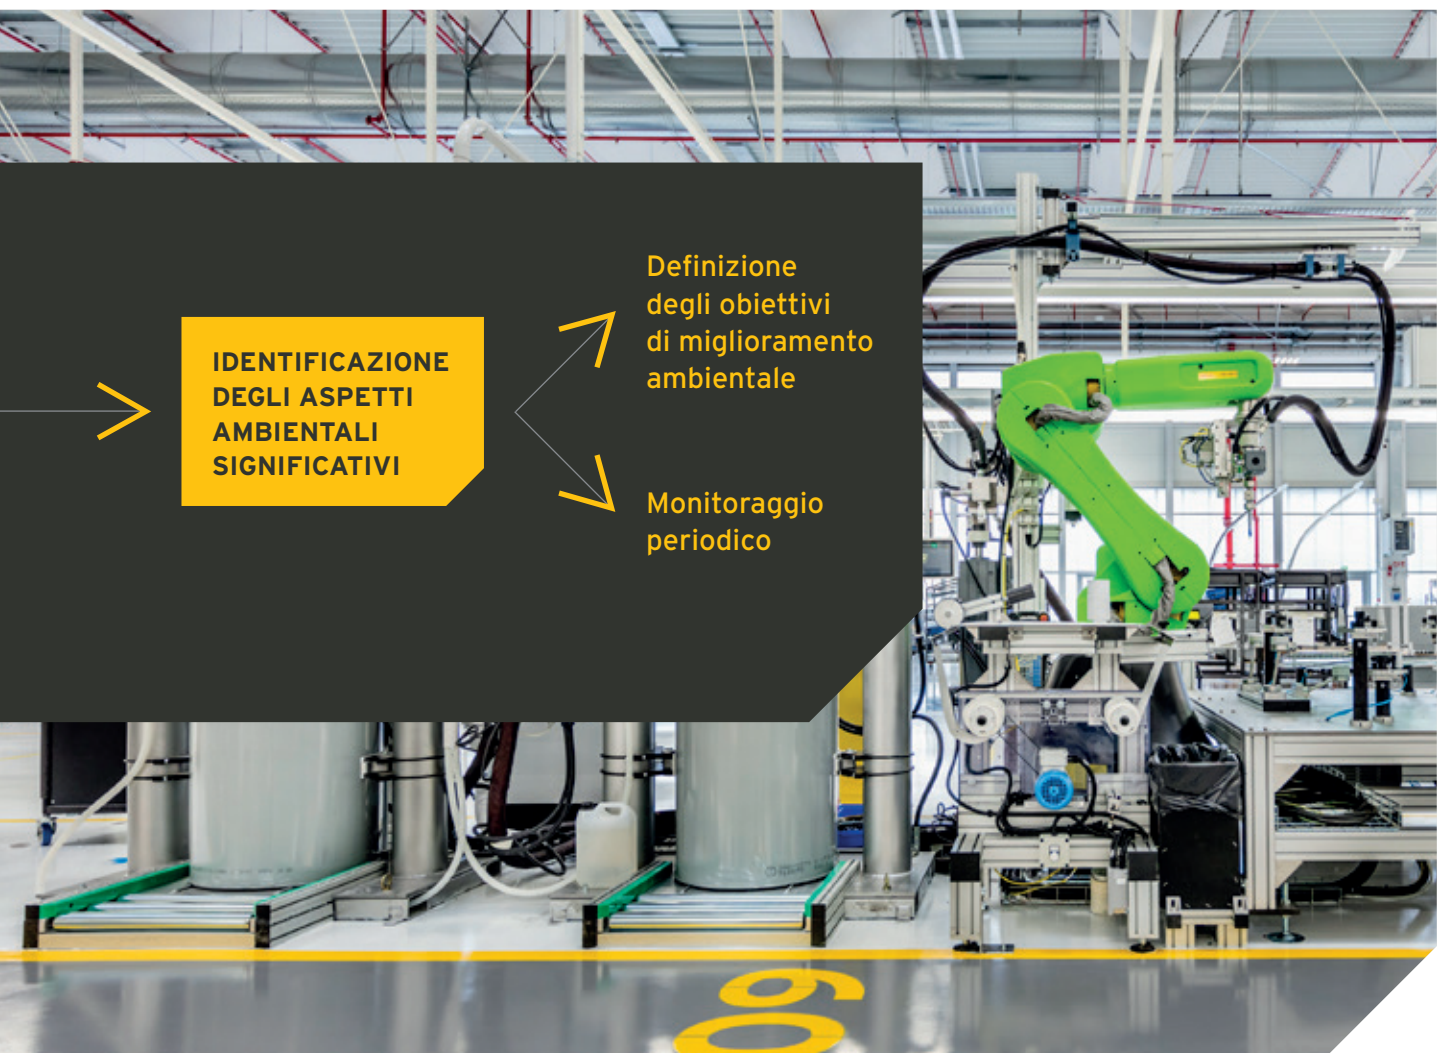 IDENTIFICAZIONE
DEGLI ASPETTI
AMBIENTALI
SIGNIFICATIVI
Definizione
degli obiettivi
di miglioramento
ambientale
Monitoraggio
periodico
60